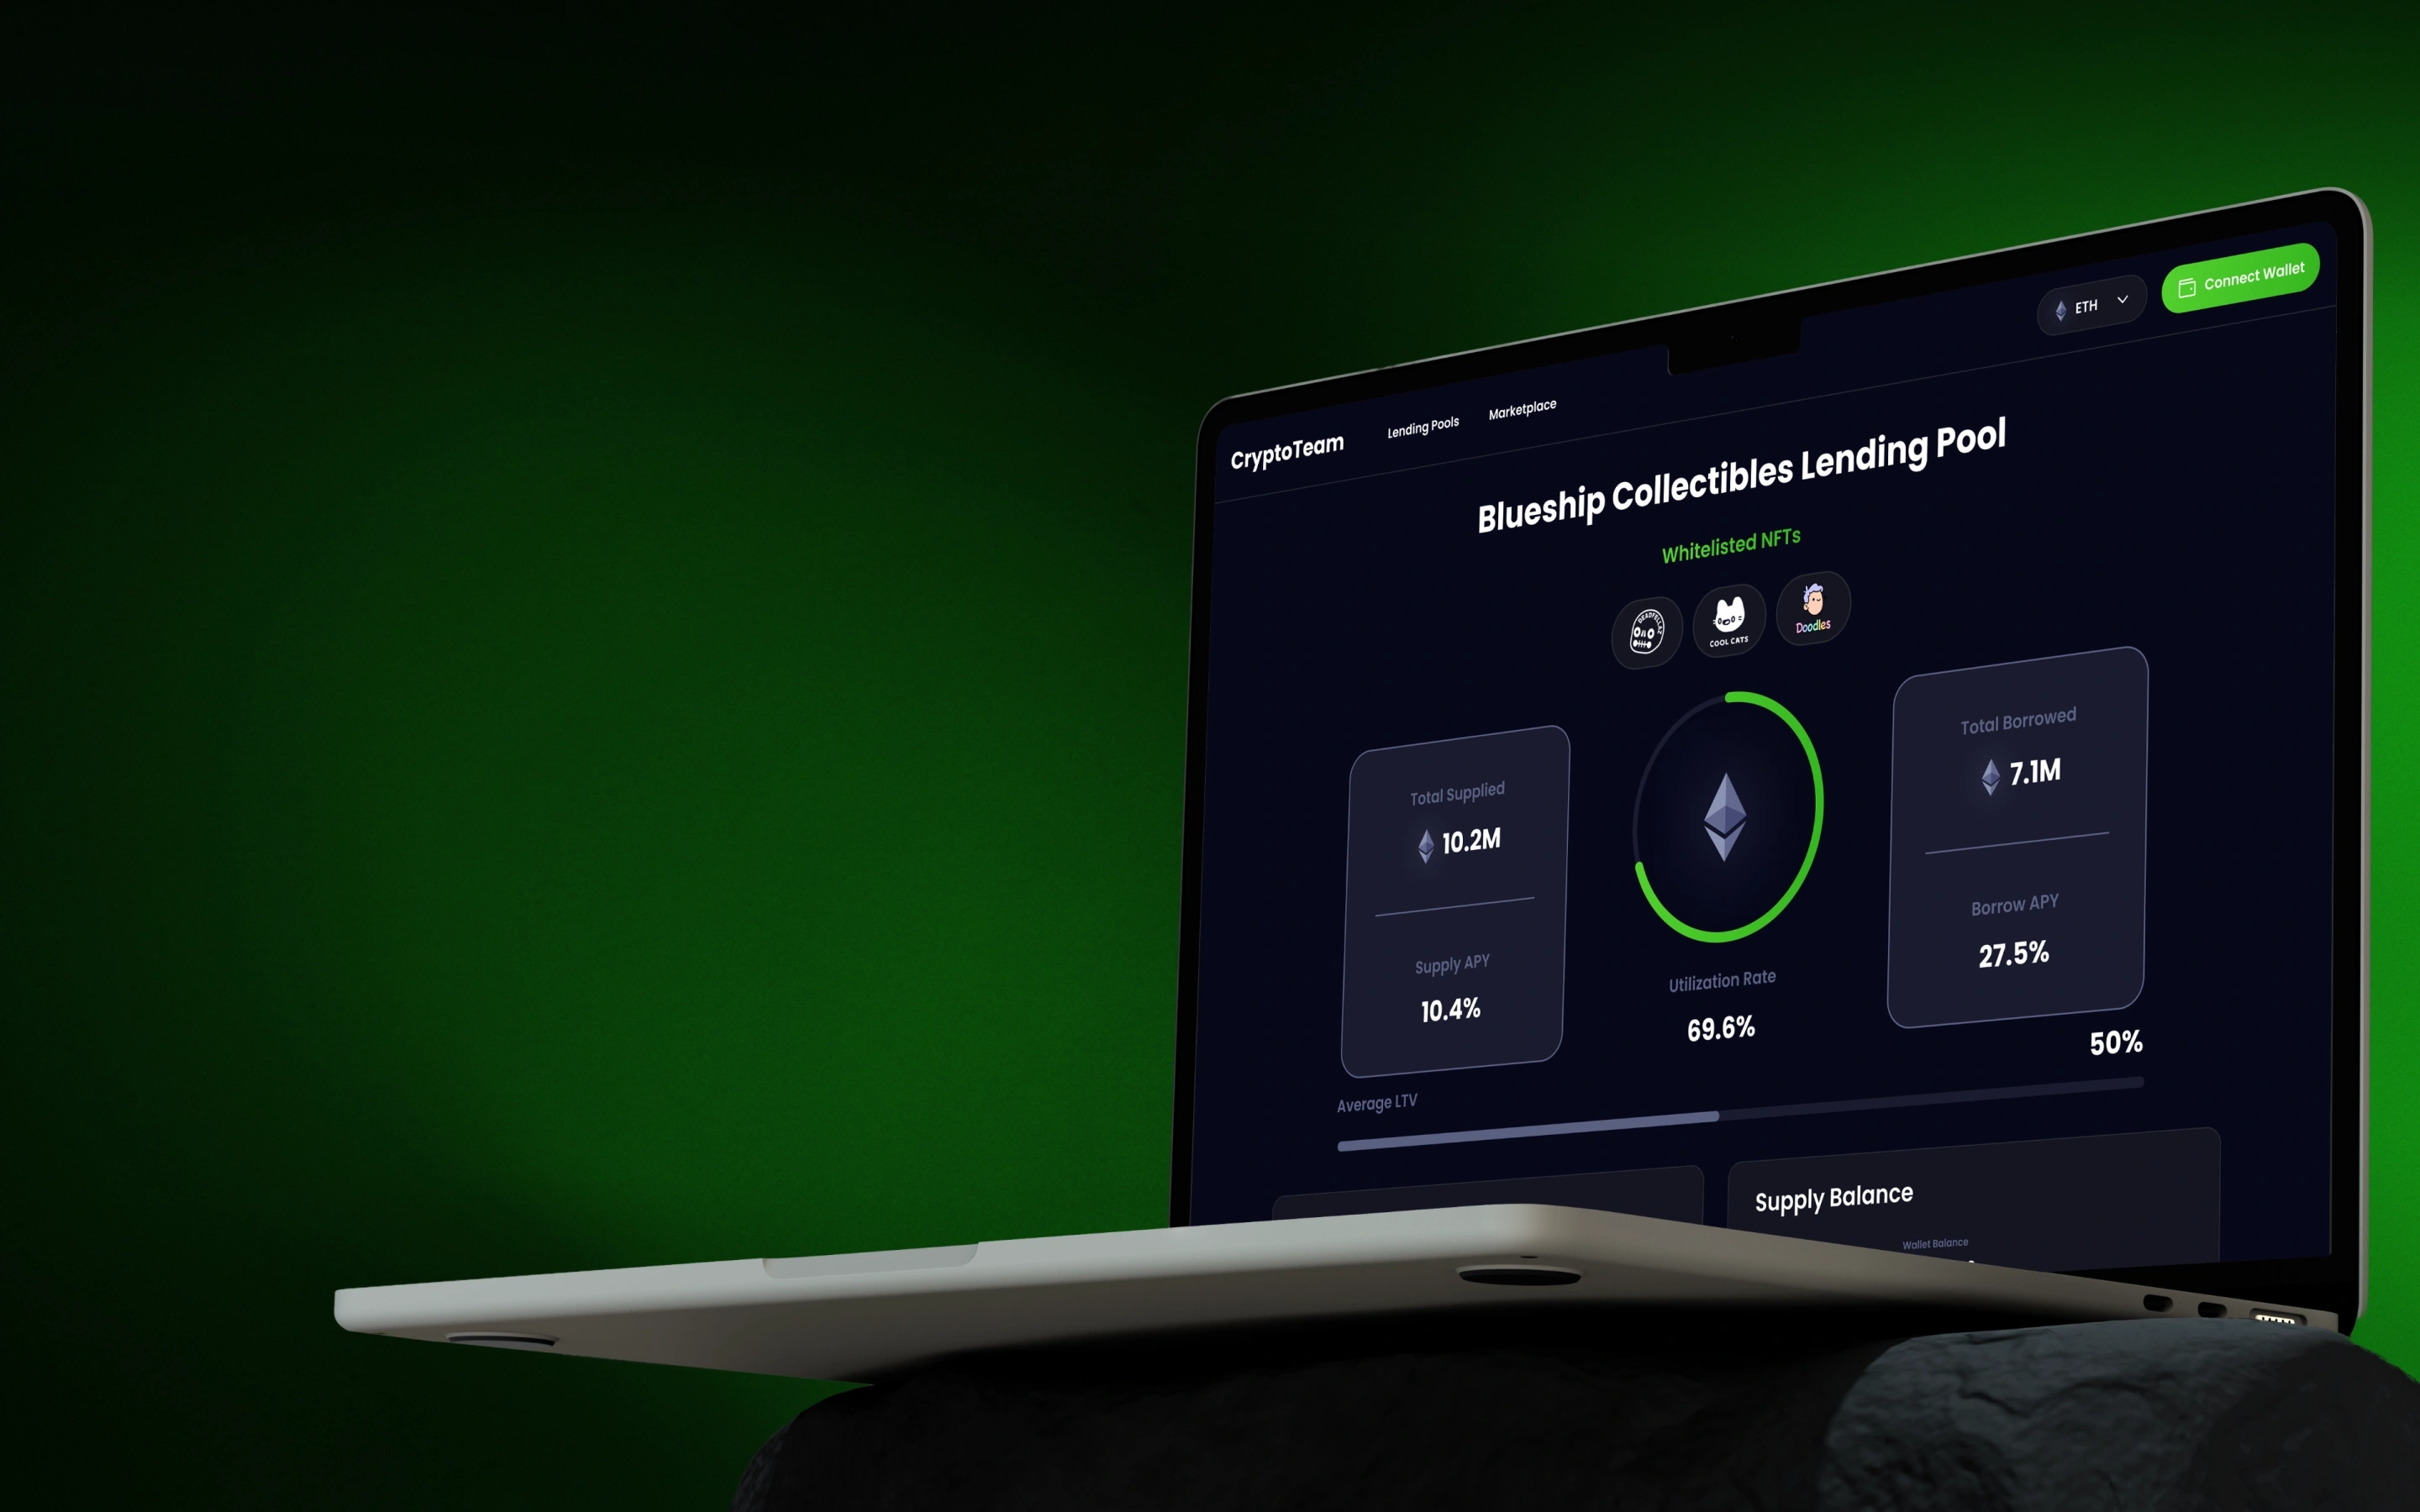 CryptoTeam
Lending Pools
Marketplace
ETH
Connect Wallet
Blueship Collectibles Lending Pool
Whitelisted NFTs
DEADFELLAZ
COOL CATS
Doodles
Total Supplied
10.2M
Supply APY
10.4%
Utilization Rate
69.6%
Total Borrowed
7.1M
Borrow APY
27.5%
Average LTV
50%
Supply Balance
Wallet Balance